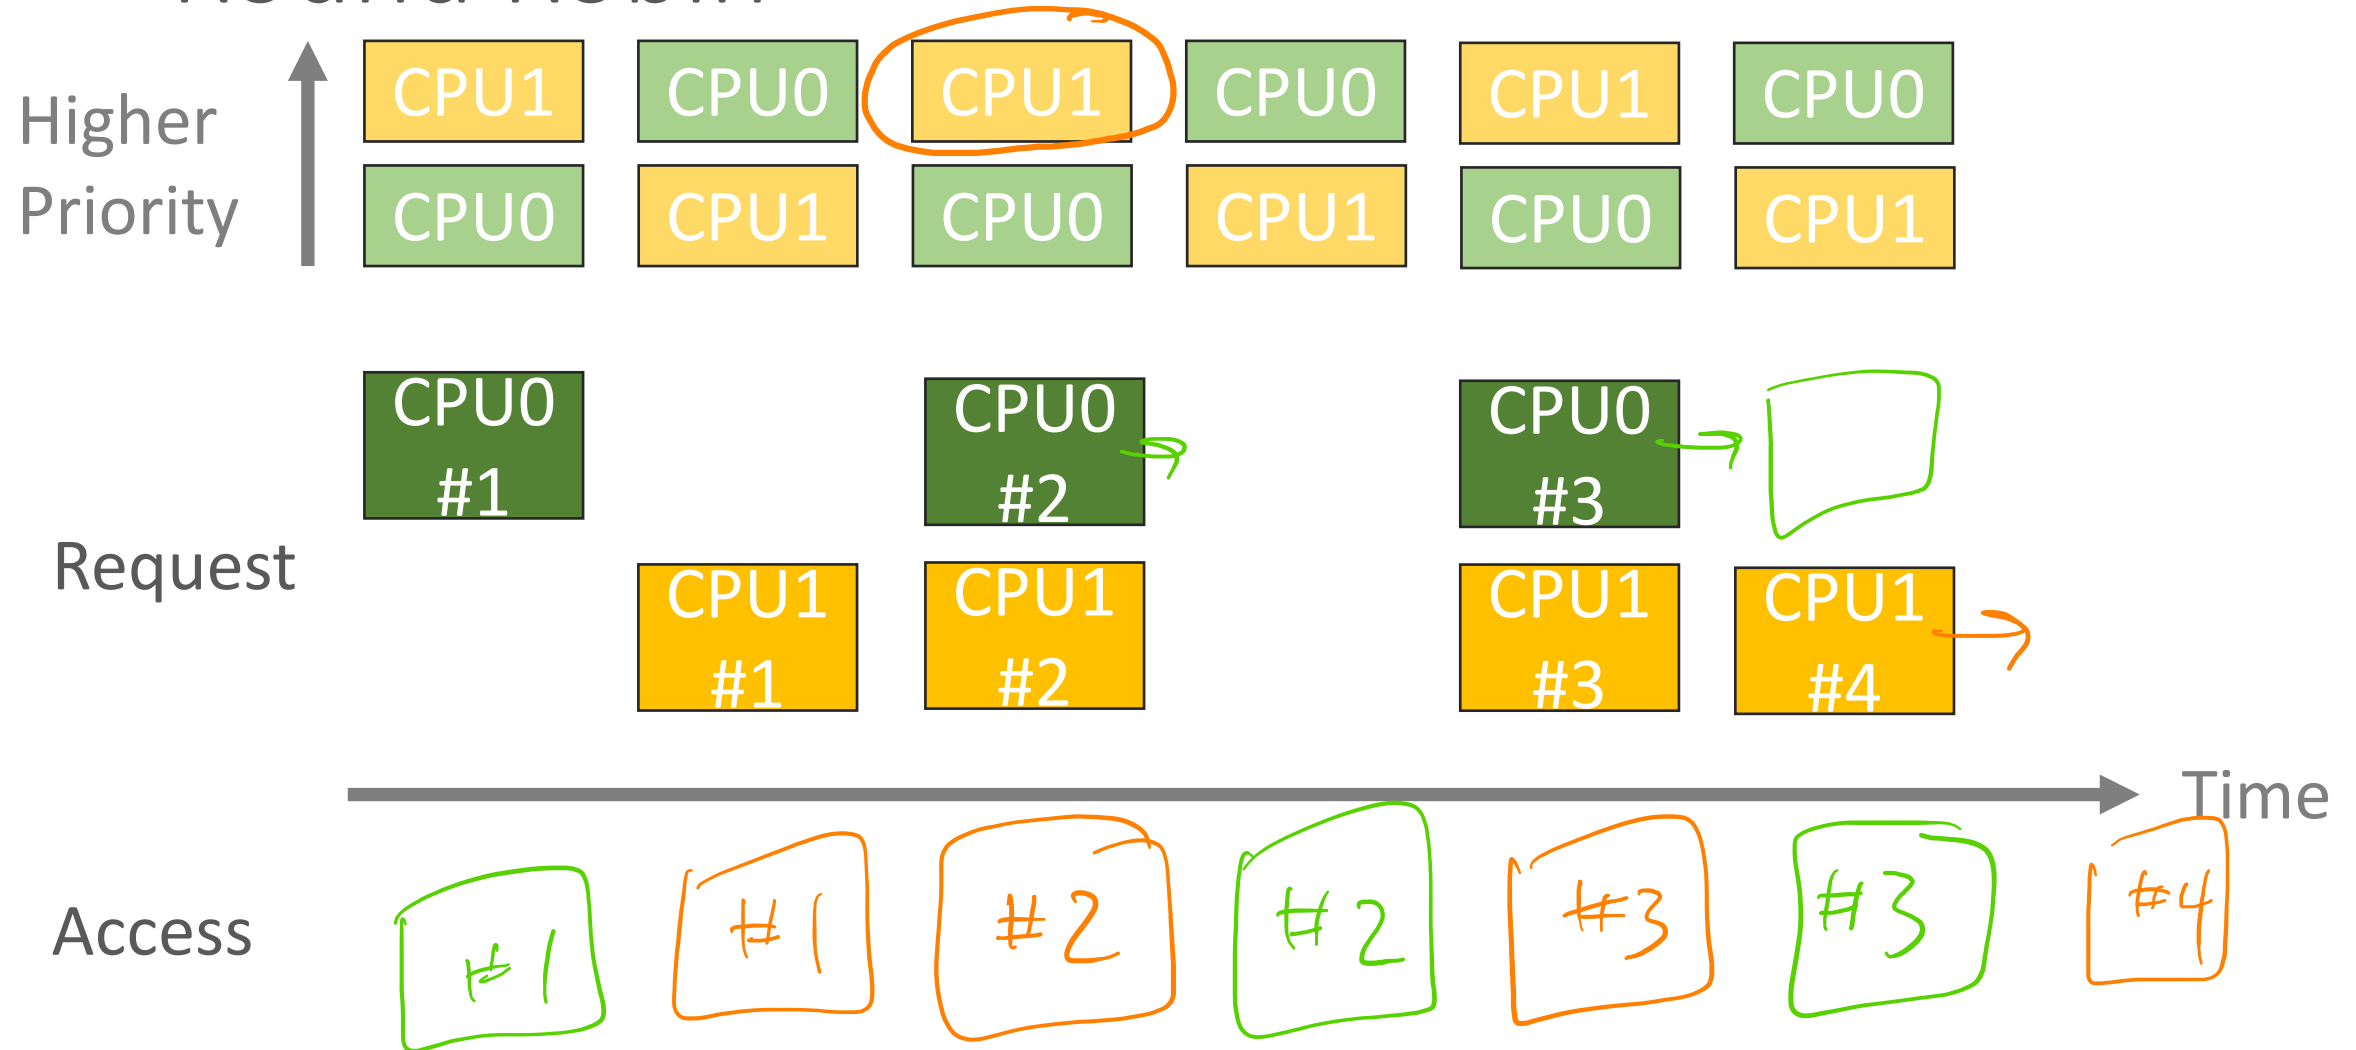 Round Robin
Higher
Priority
CPU1 CPU0 CPU1 CPU0 CPU1 CPU0
CPU0 CPU1 CPU0 CPU1 CPU0 CPU1
Request
CPU0
#1
CPU0
#2
CPU0
#3
CPU1
#1
CPU1
#2
CPU1
#3
CPU1
#4
Time
Access
#1 #1 #2 #2 #3 #3 #4